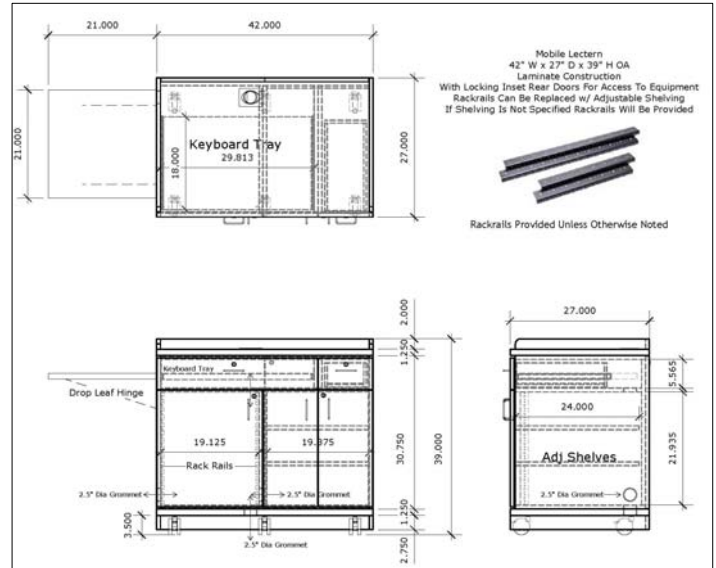 21.000
42.000
Mobile Lectern
42" W x 27" D x 39" H OA
Laminate Construction
With Locking Inset Rear Doors For Access To Equipment
Rackrails Can Be Replaced w/ Adjustable Shelving
If Shelving Is Not Specified Rackrails Will Be Provided
21.000
18.000
Keyboard Tray
29.813
27.000
Rackrails Provided Unless Otherwise Noted
2.000
27.000
1.250
Keyboard Tray
5.565
Drop Leaf Hinge
24.000
19.125
19.875
30.750
39.000
21.935
Rack Rails
Adj Shelves
2.5" Dia Grommet
2.5" Dia Grommet
2.5" Dia Grommet
3.500
1.250
2.5" Dia Grommet
2.750